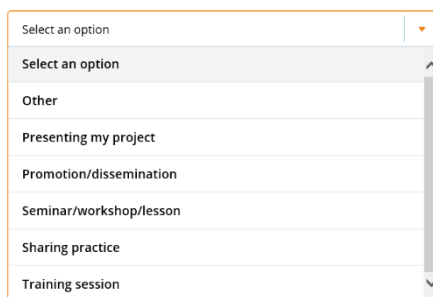 Select an option
Select an option
Other
Presenting my project
Promotion/dissemination
Seminar/workshop/lesson
Sharing practice
Training session